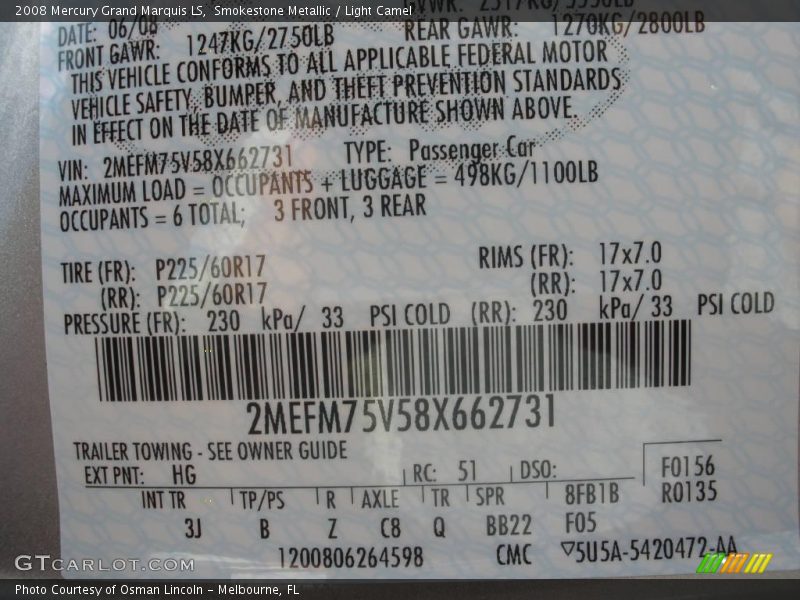 2008 Mercury Grand Marquis LS, Smokestone Metallic / Light Camel
DATE: 06/08 REAR GAWR: 1270KG/2800LB
FRONT GAWR: 1247KG/2750LB
THIS VEHICLE CONFORMS TO ALL APPLICABLE FEDERAL MOTOR
VEHICLE SAFETY, BUMPER, AND THEFT PREVENTION STANDARDS
IN EFFECT ON THE DATE OF MANUFACTURE SHOWN ABOVE.
VIN: 2MEFM75V58X662731 TYPE: Passenger Car
MAXIMUM LOAD = OCCUPANTS + LUGGAGE = 498KG/1100LB
OCCUPANTS = 6 TOTAL; 3 FRONT, 3 REAR
TIRE (FR): P225/60R17 RIMS (FR): 17x7.0
(RR): P225/60R17 (RR): 17x7.0
PRESSURE (FR): 230 kPa/ 33 PSI COLD (RR): 230 kPa/ 33 PSI COLD
2MEFM75V58X662731
TRAILER TOWING - SEE OWNER GUIDE
EXT PNT: HG RC: 51 DSO: F0156
INT TR TP/PS R AXLE TR SPR 8FB1B R0135
3J B Z C8 Q BB22 F05
1200806264598 CMC ▽5U5A-5420472-AA
GTCARLOT.COM
Photo Courtesy of Osman Lincoln - Melbourne, FL